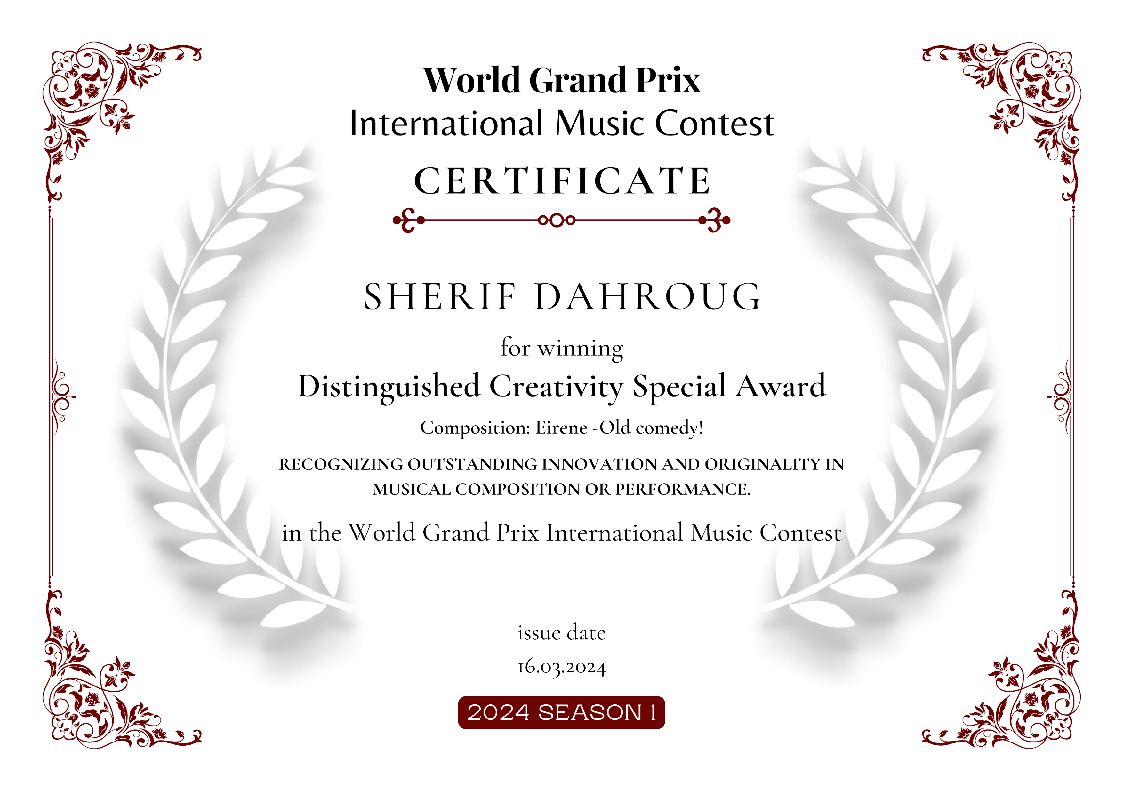 World Grand Prix
International Music Contest
CERTIFICATE
SHERIF DAHROUG
for winning
Distinguished Creativity Special Award
Composition: Eirene -Old comedy!
RECOGNIZING OUTSTANDING INNOVATION AND ORIGINALITY IN
MUSICAL COMPOSITION OR PERFORMANCE.
in the World Grand Prix International Music Contest
issue date
16.03.2024
2024 SEASON 1